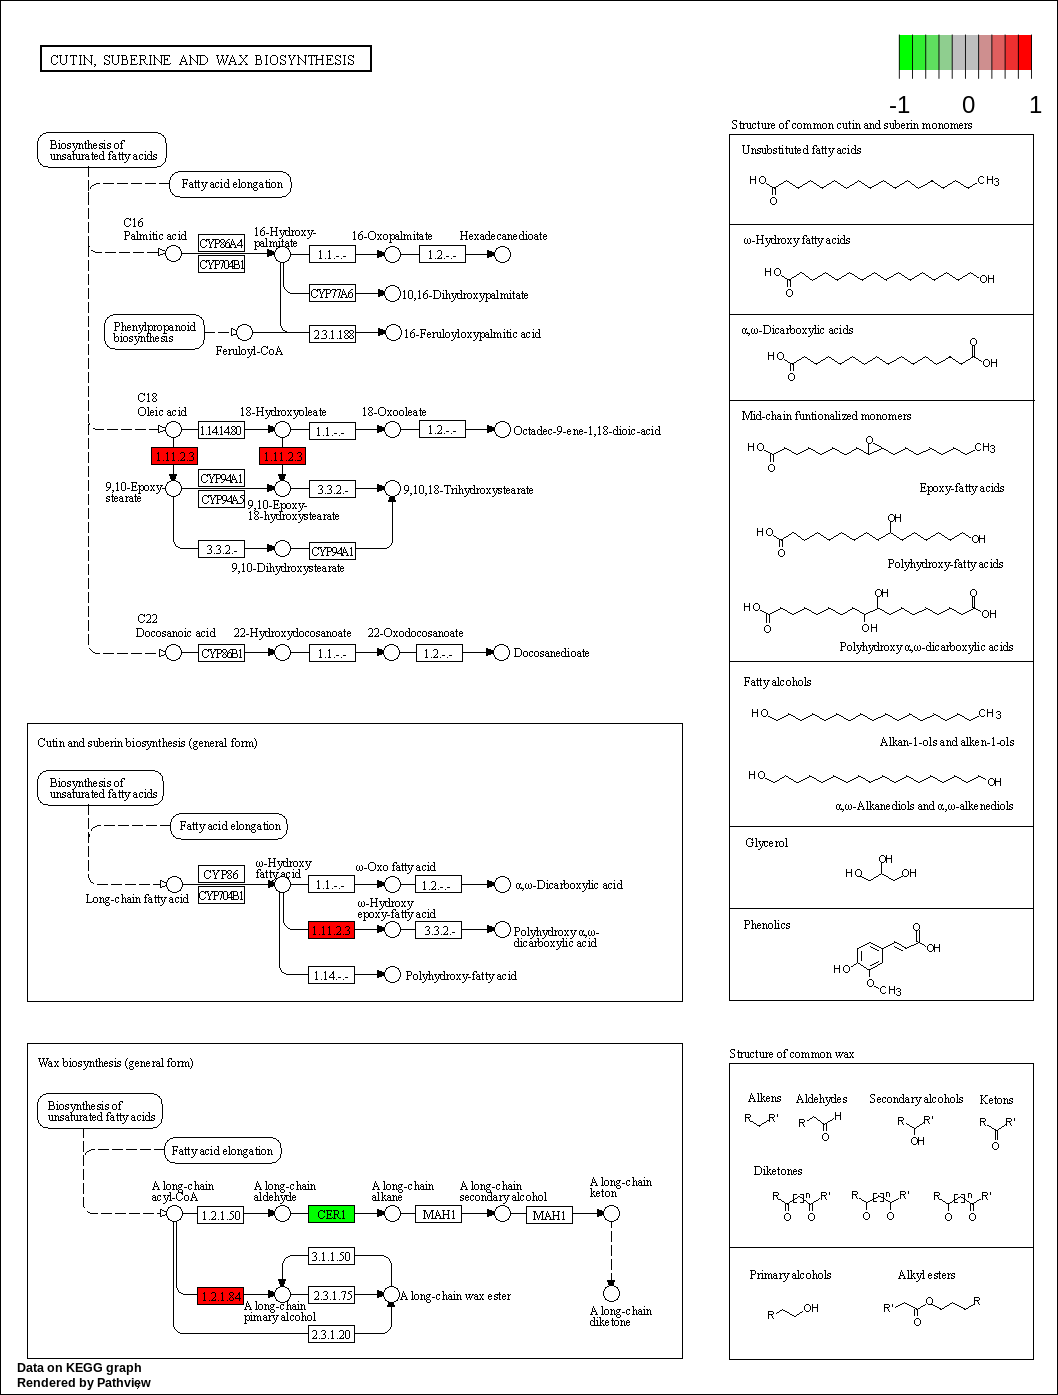 CUTIN, SUBERINE AND WAX BIOSYNTHESIS
-1 0 1
Biosynthesis of
unsaturated fatty acids
Fatty acid elongation
C16
Palmitic acid
CYP86A4
CYP704B1
16-Hydroxy-
palmitate
1.1.-.-
16-Oxopalmitate
1.2.-.-
Hexadecanedioate
CYP77A6
10,16-Dihydroxypalmitate
Phenylpropanoid
biosynthesis
Feruloyl-CoA
2.3.1.188
16-Feruloyloxypalmitic acid
C18
Oleic acid
1.14.14.80
18-Hydroxyoleate
1.1.-.-
18-Oxooleate
1.2.-.-
Octadec-9-ene-1,18-dioic-acid
1.11.2.3
1.11.2.3
9,10-Epoxy-
stearate
CYP94A1
CYP94A5
9,10-Epoxy-
18-hydroxystearate
3.3.2.-
9,10,18-Trihydroxystearate
3.3.2.-
9,10-Dihydroxystearate
CYP94A1
C22
Docosanoic acid
CYP86B1
22-Hydroxydocosanoate
1.1.-.-
22-Oxodocosanoate
1.2.-.-
Docosanedioate
Cutin and suberin biosynthesis (general form)
Biosynthesis of
unsaturated fatty acids
Fatty acid elongation
Long-chain fatty acid
CYP86
CYP704B1
ω-Hydroxy
fatty acid
1.1.-.-
ω-Oxo fatty acid
1.2.-.-
α,ω-Dicarboxylic acid
1.11.2.3
ω-Hydroxy
epoxy-fatty acid
3.3.2.-
Polyhydroxy α,ω-
dicarboxylic acid
1.14.-.-
Polyhydroxy-fatty acid
Wax biosynthesis (general form)
Biosynthesis of
unsaturated fatty acids
Fatty acid elongation
A long-chain
acyl-CoA
1.2.1.50
A long-chain
aldehyde
CER1
A long-chain
alkane
MAH1
A long-chain
secondary alcohol
MAH1
A long-chain
keton
3.1.1.50
1.2.1.84
A long-chain
pimary alcohol
2.3.1.75
A long-chain wax ester
2.3.1.20
A long-chain
diketone
Structure of common cutin and suberin monomers
Unsubstituted fatty acids
HO O CH3
ω-Hydroxy fatty acids
HO O OH
α,ω-Dicarboxylic acids
HO O O OH
Mid-chain funtionalized monomers
HO O O CH3
Epoxy-fatty acids
HO O OH OH
Polyhydroxy-fatty acids
HO O OH OH O OH
Polyhydroxy α,ω-dicarboxylic acids
Fatty alcohols
HO CH3
Alkan-1-ols and alken-1-ols
HO OH
α,ω-Alkanediols and α,ω-alkenediols
Glycerol
OH
HO OH
Phenolics
O
OH
HO
O
CH3
Structure of common wax
Alkens Aldehydes Secondary alcohols Ketons
R R' R H O R R' OH R R' O
Diketones
R n R' O O
R n R' O O
R n R' O O
Primary alcohols
R OH
Alkyl esters
R' O O R
Data on KEGG graph
Rendered by Pathview